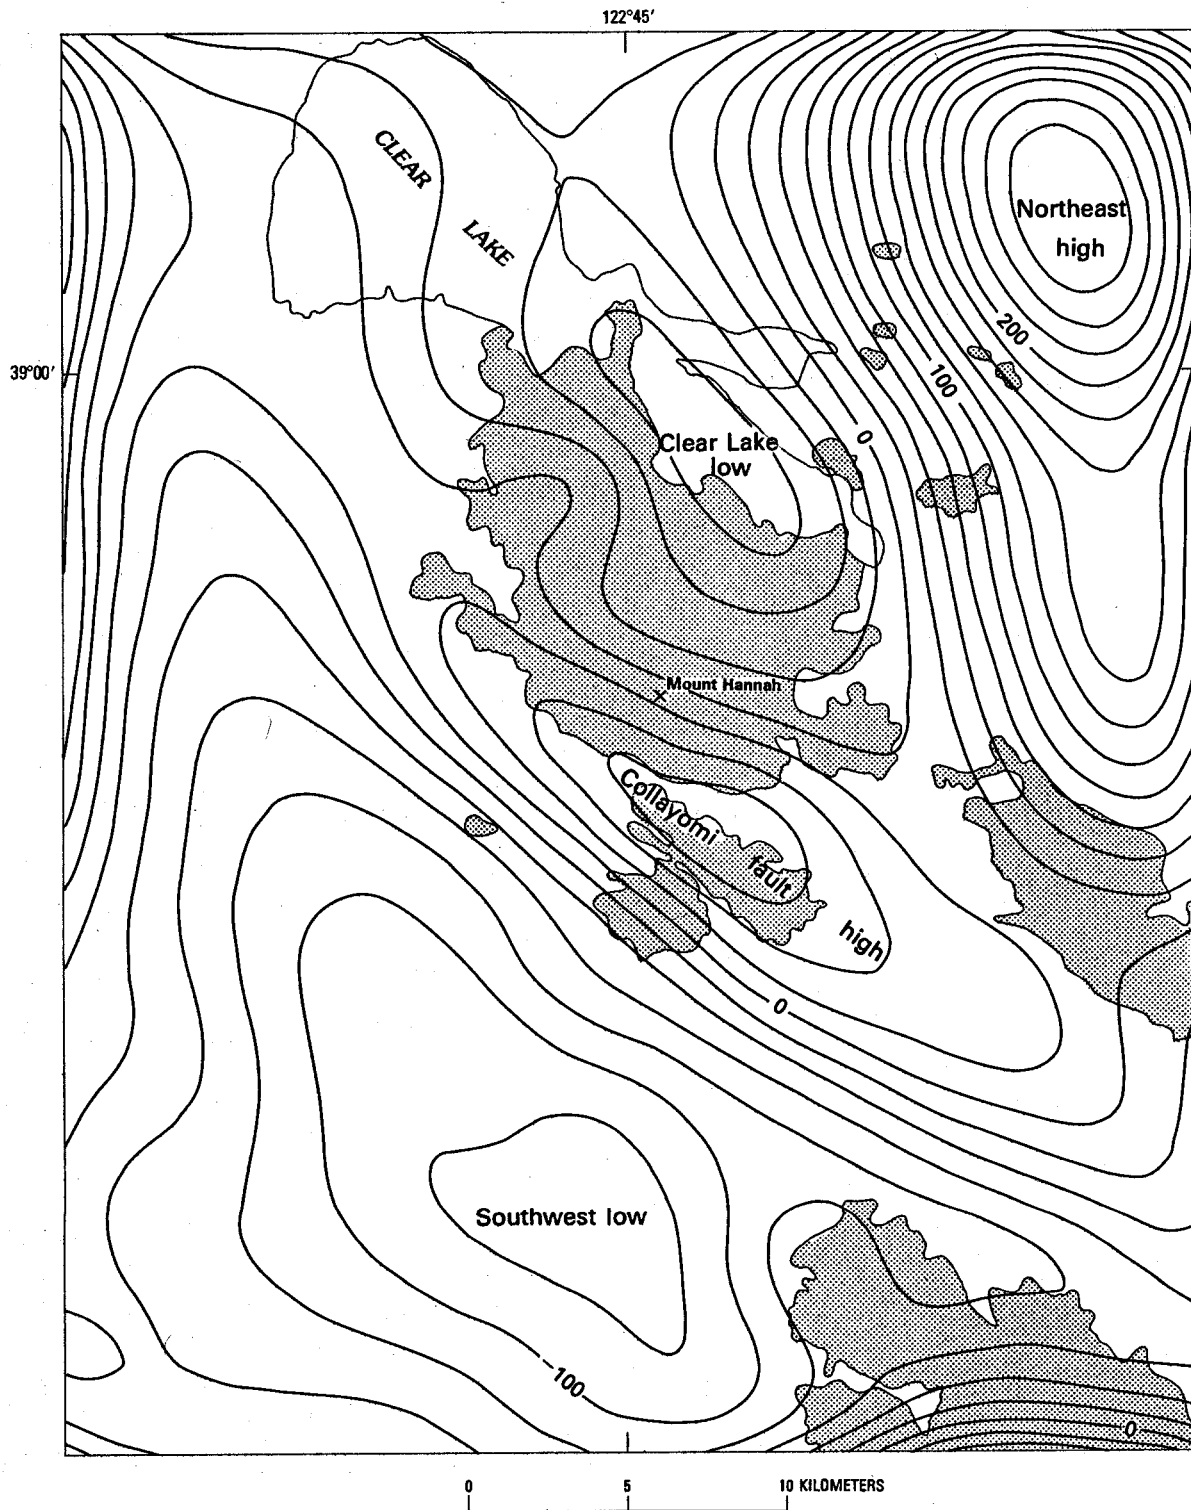 122°45′
CLEAR
LAKE
Northeast
high
200
39°00′
100
0
Clear Lake
low
Mount Hannah
Collayomi
fault
high
0
Southwest low
-100
0
0 5 10 KILOMETERS